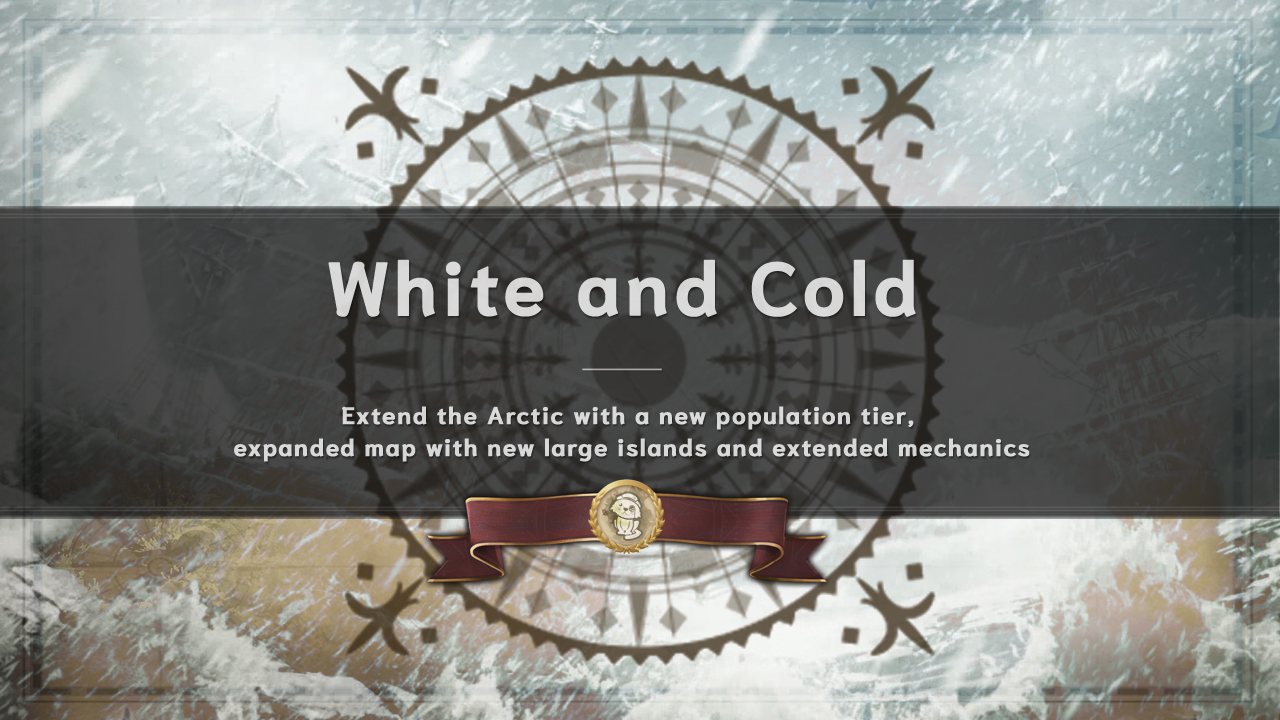 White and Cold
Extend the Arctic with a new population tier,
expanded map with new large islands and extended mechanics